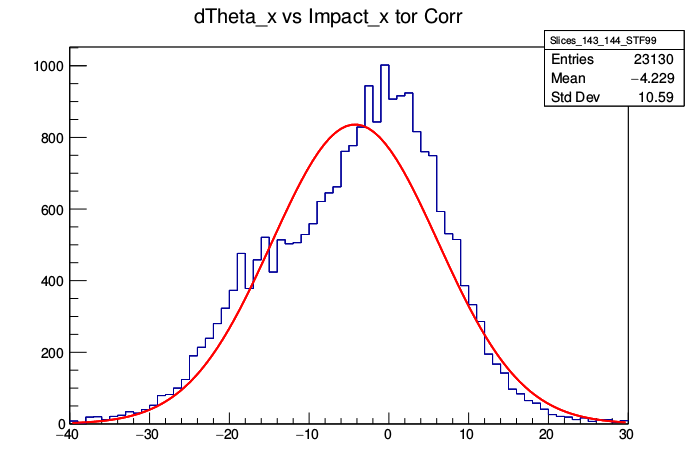 dTheta_x vs Impact_x tor Corr
Slices_143_144_STF99
Entries 23130
Mean −4.229
Std Dev 10.59
1000
800
600
400
200
0
−40 −30 −20 −10 0 10 20 30